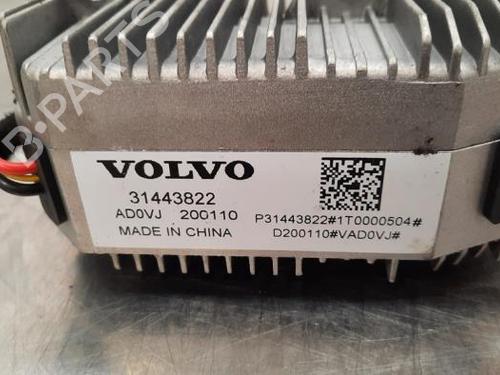 B-PARTS
VOLVO
31443822
AD0VJ 200110
MADE IN CHINA
P31443822#1T0000504#
D200110#VAD0VJ#